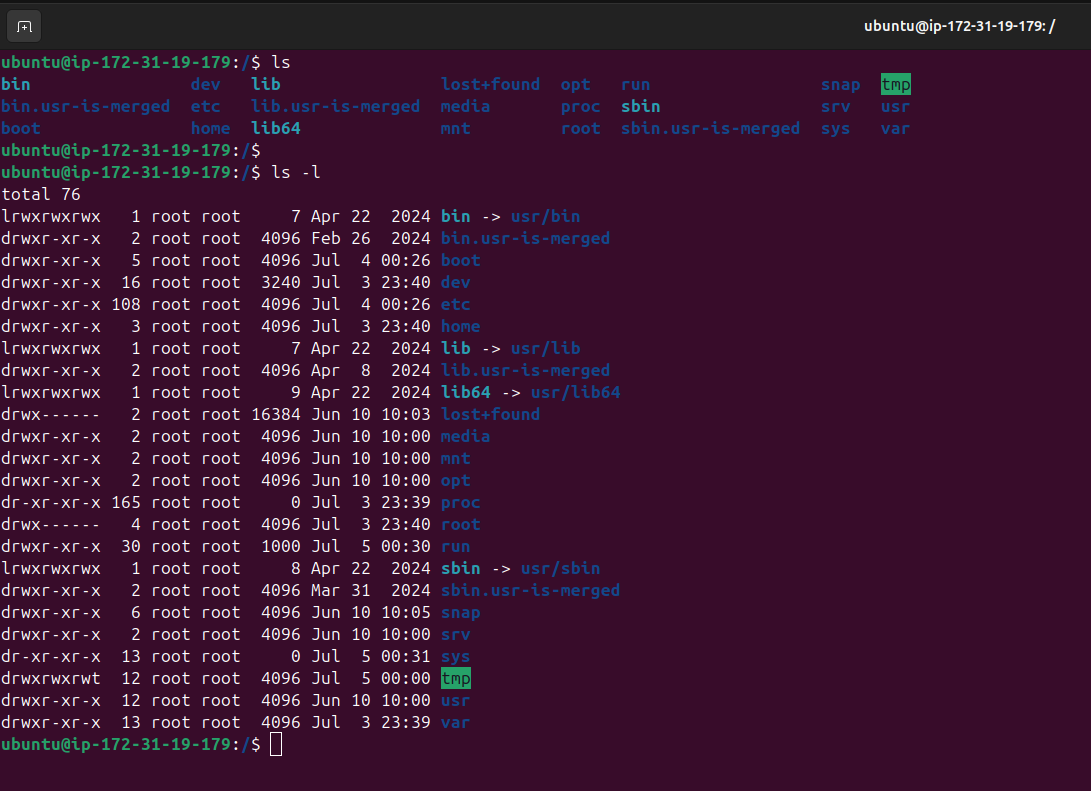 ubuntu@ip-172-31-19-179: /
ubuntu@ip-172-31-19-179:/$ ls
bin                dev   lib                lost+found  opt   run                 snap  tmp
bin.usr-is-merged  etc   lib.usr-is-merged  media       proc  sbin                srv   usr
boot               home  lib64              mnt         root  sbin.usr-is-merged  sys   var
ubuntu@ip-172-31-19-179:/$
ubuntu@ip-172-31-19-179:/$ ls -l
total 76
lrwxrwxrwx   1 root root     7 Apr 22  2024 bin -> usr/bin
drwxr-xr-x   2 root root  4096 Feb 26  2024 bin.usr-is-merged
drwxr-xr-x   5 root root  4096 Jul  4 00:26 boot
drwxr-xr-x  16 root root  3240 Jul  3 23:40 dev
drwxr-xr-x 108 root root  4096 Jul  4 00:26 etc
drwxr-xr-x   3 root root  4096 Jul  3 23:40 home
lrwxrwxrwx   1 root root     7 Apr 22  2024 lib -> usr/lib
drwxr-xr-x   2 root root  4096 Apr  8  2024 lib.usr-is-merged
lrwxrwxrwx   1 root root     9 Apr 22  2024 lib64 -> usr/lib64
drwx------   2 root root 16384 Jun 10 10:03 lost+found
drwxr-xr-x   2 root root  4096 Jun 10 10:00 media
drwxr-xr-x   2 root root  4096 Jun 10 10:00 mnt
drwxr-xr-x   2 root root  4096 Jun 10 10:00 opt
dr-xr-xr-x 165 root root     0 Jul  3 23:39 proc
drwx------   4 root root  4096 Jul  3 23:40 root
drwxr-xr-x  30 root root  1000 Jul  5 00:30 run
lrwxrwxrwx   1 root root     8 Apr 22  2024 sbin -> usr/sbin
drwxr-xr-x   2 root root  4096 Mar 31  2024 sbin.usr-is-merged
drwxr-xr-x   6 root root  4096 Jun 10 10:05 snap
drwxr-xr-x   2 root root  4096 Jun 10 10:00 srv
dr-xr-xr-x  13 root root     0 Jul  5 00:31 sys
drwxrwxrwt  12 root root  4096 Jul  5 00:00 tmp
drwxr-xr-x  12 root root  4096 Jun 10 10:00 usr
drwxr-xr-x  13 root root  4096 Jul  3 23:39 var
ubuntu@ip-172-31-19-179:/$